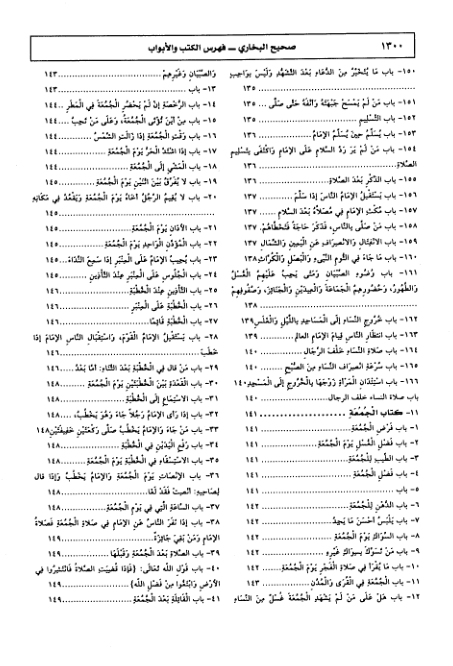 ١٣٠٠
صحيح البخاري ــ فهرس الكتب والأبواب
١٥٠- باب مَا يُتَخَيَّرُ مِنَ الدُّعَاءِ بَعْدَ التَّشَهُّدِ وَلَيْسَ بِوَاجِبٍ
١٣٥
١٥١- باب مَنْ لَمْ يَمْسَحْ جَبْهَتَهُ وَأَنْفَهُ حَتَّى صَلَّى ... ١٣٥
١٥٢- باب التَّسْلِيمِ ... ١٣٥
١٥٣- باب يُسَلِّمُ حِينَ يُسَلِّمُ الإِمَامُ ... ١٣٦
١٥٤- باب مَنْ لَمْ يَرَ رَدَّ السَّلَامِ عَلَى الإِمَامِ وَاكْتَفَى بِتَسْلِيمِ
الصَّلَاةِ ... ١٣٦
١٥٥- باب الذِّكْرِ بَعْدَ الصَّلَاةِ ... ١٣٦
١٥٦- باب يَسْتَقْبِلُ الإِمَامُ النَّاسَ إِذَا سَلَّمَ ... ١٣٧
١٥٧- باب مُكْثِ الإِمَامِ فِي مُصَلَّاهُ بَعْدَ السَّلَامِ ... ١٣٧
١٥٨- باب مَنْ صَلَّى بِالنَّاسِ، فَذَكَرَ حَاجَةً فَتَخَطَّاهُمْ. ١٣٧
١٥٩- باب الاِنْفِتَالِ وَالاِنْصِرَافِ عَنِ الْيَمِينِ وَالشِّمَالِ ١٣٧
١٦٠- باب مَا جَاءَ فِي الثُّومِ النِّيءِ وَالْبَصَلِ وَالْكُرَّاثِ ١٣٨
١٦١- باب وُضُوءِ الصِّبْيَانِ وَمَتَى يَجِبُ عَلَيْهِمُ الْغُسْلُ
وَالطُّهُورُ، وَحُضُورِهِمُ الْجَمَاعَةَ وَالْعِيدَيْنِ وَالْجَنَائِزَ، وَصُفُوفِهِمْ
١٣٨
١٦٢- باب خُرُوجِ النِّسَاءِ إِلَى الْمَسَاجِدِ بِاللَّيْلِ وَالْغَلَسِ ١٣٩
١٦٣- باب انْتِظَارِ النَّاسِ قِيَامَ الإِمَامِ العالم ... ١٣٩
١٦٤- باب صَلَاةِ النِّسَاءِ خَلْفَ الرِّجَالِ ... ١٤٠
١٦٥- باب سُرْعَةِ انْصِرَافِ النِّسَاءِ مِنَ الصُّبْحِ ... ١٤٠
١٦٦- باب اسْتِئْذَانِ الْمَرْأَةِ زَوْجَهَا بِالْخُرُوجِ إِلَى الْمَسْجِدِ ١٤٠
باب صلاة النساء خلف الرجال ... ١٤٠
١١- كتاب الْجُمُعَةِ ... ١٤١
١- باب فَرْضِ الْجُمُعَةِ ... ١٤١
٢- باب فَضْلِ الْغُسْلِ يَوْمَ الْجُمُعَةِ ... ١٤١
٣- باب الطِّيبِ لِلْجُمُعَةِ ... ١٤١
٤- باب فَضْلِ الْجُمُعَةِ ... ١٤١
٥- باب ... ١٤١
٦- باب الدُّهْنِ لِلْجُمُعَةِ ... ١٤١
٧- باب يَلْبَسُ أَحْسَنَ مَا يَجِدُ ... ١٤٢
٨- باب السِّوَاكِ يَوْمَ الْجُمُعَةِ ... ١٤٢
٩- باب مَنْ تَسَوَّكَ بِسِوَاكِ غَيْرِهِ ... ١٤٢
١٠- باب مَا يُقْرَأُ فِي صَلَاةِ الْفَجْرِ يَوْمَ الْجُمُعَةِ ... ١٤٢
١١- باب الْجُمُعَةِ فِي الْقُرَى وَالْمُدُنِ ... ١٤٣
١٢- باب هَلْ عَلَى مَنْ لَمْ يَشْهَدِ الْجُمُعَةَ غُسْلٌ مِنَ النِّسَاءِ
وَالصِّبْيَانِ وَغَيْرِهِمْ ... ١٤٣
١٣- باب ... ١٤٣
١٤- باب الرُّخْصَةِ إِنْ لَمْ يَحْضُرِ الْجُمُعَةَ فِي الْمَطَرِ .. ١٤٤
١٥- باب مِنْ أَيْنَ تُؤْتَى الْجُمُعَةُ، وَعَلَى مَنْ تَجِبُ ... ١٤٤
١٦- باب وَقْتُ الْجُمُعَةِ إِذَا زَالَتِ الشَّمْسُ ... ١٤٤
١٧- باب إِذَا اشْتَدَّ الْحَرُّ يَوْمَ الْجُمُعَةِ ... ١٤٤
١٨- باب الْمَشْيِ إِلَى الْجُمُعَةِ ... ١٤٤
١٩- باب لَا يُفَرِّقُ بَيْنَ اثْنَيْنِ يَوْمَ الْجُمُعَةِ ... ١٤٥
٢٠- باب لَا يُقِيمُ الرَّجُلُ أَخَاهُ يَوْمَ الْجُمُعَةِ وَيَقْعُدُ فِي مَكَانِهِ
... ١٤٥
٢١- باب الأَذَانِ يَوْمَ الْجُمُعَةِ ... ١٤٥
٢٢- باب الْمُؤَذِّنِ الْوَاحِدِ يَوْمَ الْجُمُعَةِ ... ١٤٥
٢٣- باب يُجِيبُ الإِمَامُ عَلَى الْمِنْبَرِ إِذَا سَمِعَ النِّدَاءَ ... ١٤٥
٢٤- باب الْجُلُوسِ عَلَى الْمِنْبَرِ عِنْدَ التَّأْذِينِ ... ١٤٥
٢٥- باب التَّأْذِينِ عِنْدَ الْخُطْبَةِ ... ١٤٥
٢٦- باب الْخُطْبَةِ عَلَى الْمِنْبَرِ ... ١٤٥
٢٧- باب الْخُطْبَةِ قَائِمًا ... ١٤٦
٢٨- باب يَسْتَقْبِلُ الإِمَامُ الْقَوْمَ، وَاسْتِقْبَالِ النَّاسِ الإِمَامَ إِذَا
خَطَبَ ... ١٤٦
٢٩- باب مَنْ قَالَ فِي الْخُطْبَةِ بَعْدَ الثَّنَاءِ: أَمَّا بَعْدُ ... ١٤٦
٣٠- باب الْقَعْدَةِ بَيْنَ الْخُطْبَتَيْنِ يَوْمَ الْجُمُعَةِ ...
٣١- باب الاِسْتِمَاعِ إِلَى الْخُطْبَةِ ...
٣٢- باب إِذَا رَأَى الإِمَامُ رَجُلًا جَاءَ وَهُوَ يَخْطُبُ، ...
٣٣- باب مَنْ جَاءَ وَالإِمَامُ يَخْطُبُ صَلَّى رَكْعَتَيْنِ خَفِيفَتَيْنِ ١٤٨
٣٤- باب رَفْعِ الْيَدَيْنِ فِي الْخُطْبَةِ ... ١٤٨
٣٥- باب الاِسْتِسْقَاءِ فِي الْخُطْبَةِ يَوْمَ الْجُمُعَةِ ... ١٤٨
٣٦- باب الإِنْصَاتِ يَوْمَ الْجُمُعَةِ وَالإِمَامُ يَخْطُبُ وَإِذَا قَالَ
لِصَاحِبِهِ: أَنْصِتْ فَقَدْ لَغَا. ... ١٤٨
٣٧- باب السَّاعَةِ الَّتِي فِي يَوْمِ الْجُمُعَةِ ... ١٤٨
٣٨- باب إِذَا نَفَرَ النَّاسُ عَنِ الإِمَامِ فِي صَلَاةِ الْجُمُعَةِ فَصَلَاةُ
الإِمَامِ وَمَنْ بَقِيَ جَائِزَةٌ ... ١٤٩
٣٩- باب الصَّلَاةِ بَعْدَ الْجُمُعَةِ وَقَبْلَهَا ... ١٤٩
٤٠- باب قَوْلِ اللَّهِ تَعَالَى: (فَإِذَا قُضِيَتِ الصَّلَاةُ فَانْتَشِرُوا فِي
الأَرْضِ وَابْتَغُوا مِنْ فَضْلِ اللَّهِ) ... ١٤٩
٤١- باب الْقَائِلَةِ بَعْدَ الْجُمُعَةِ ... ١٤٩